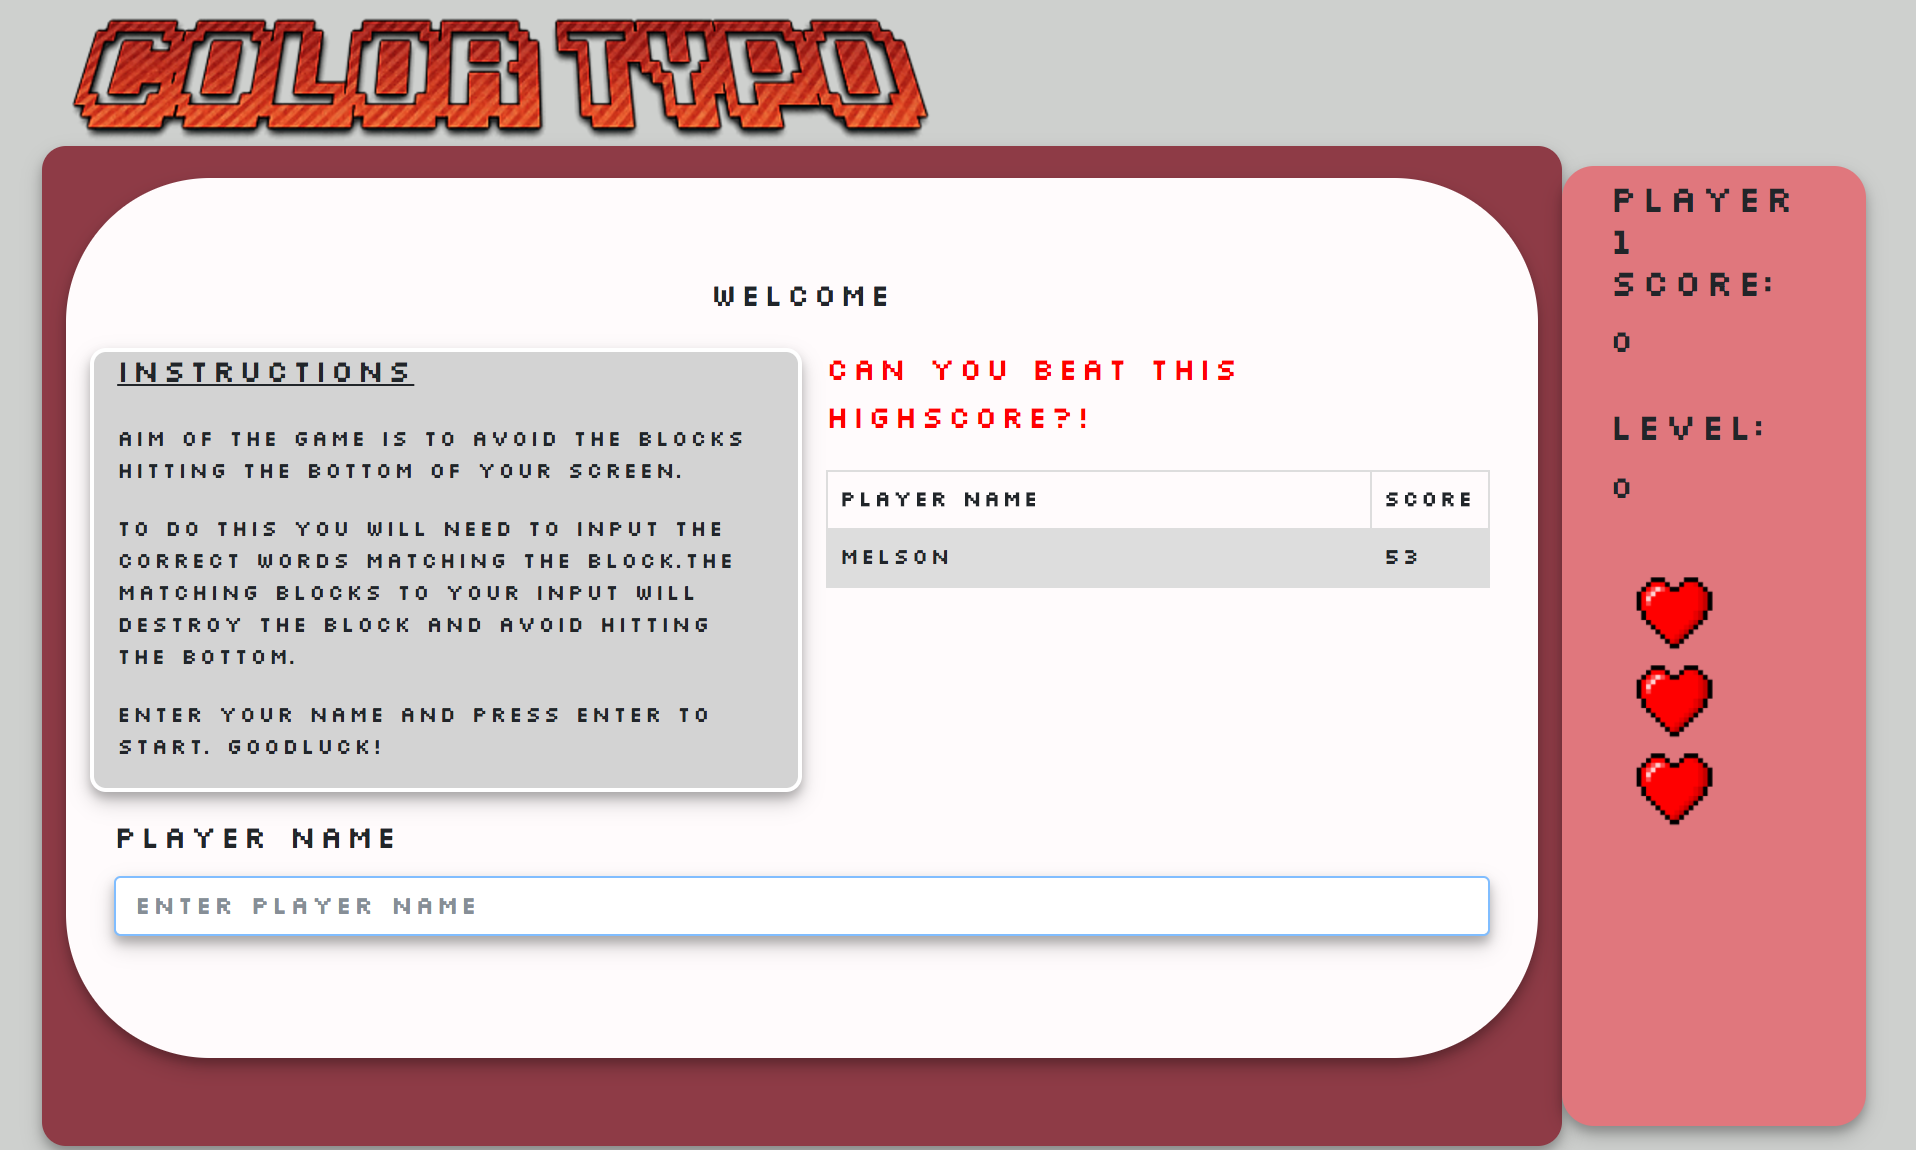 COLOR TYPO
WELCOME
INSTRUCTIONS
AIM OF THE GAME IS TO AVOID THE BLOCKS
HITTING THE BOTTOM OF YOUR SCREEN.
TO DO THIS YOU WILL NEED TO INPUT THE
CORRECT WORDS MATCHING THE BLOCK.THE
MATCHING BLOCKS TO YOUR INPUT WILL
DESTROY THE BLOCK AND AVOID HITTING
THE BOTTOM.
ENTER YOUR NAME AND PRESS ENTER TO
START. GOODLUCK!
CAN YOU BEAT THIS
HIGHSCORE?!
PLAYER NAME SCORE
MELSON 53
PLAYER NAME
ENTER PLAYER NAME
PLAYER
1
SCORE:
0
LEVEL:
0